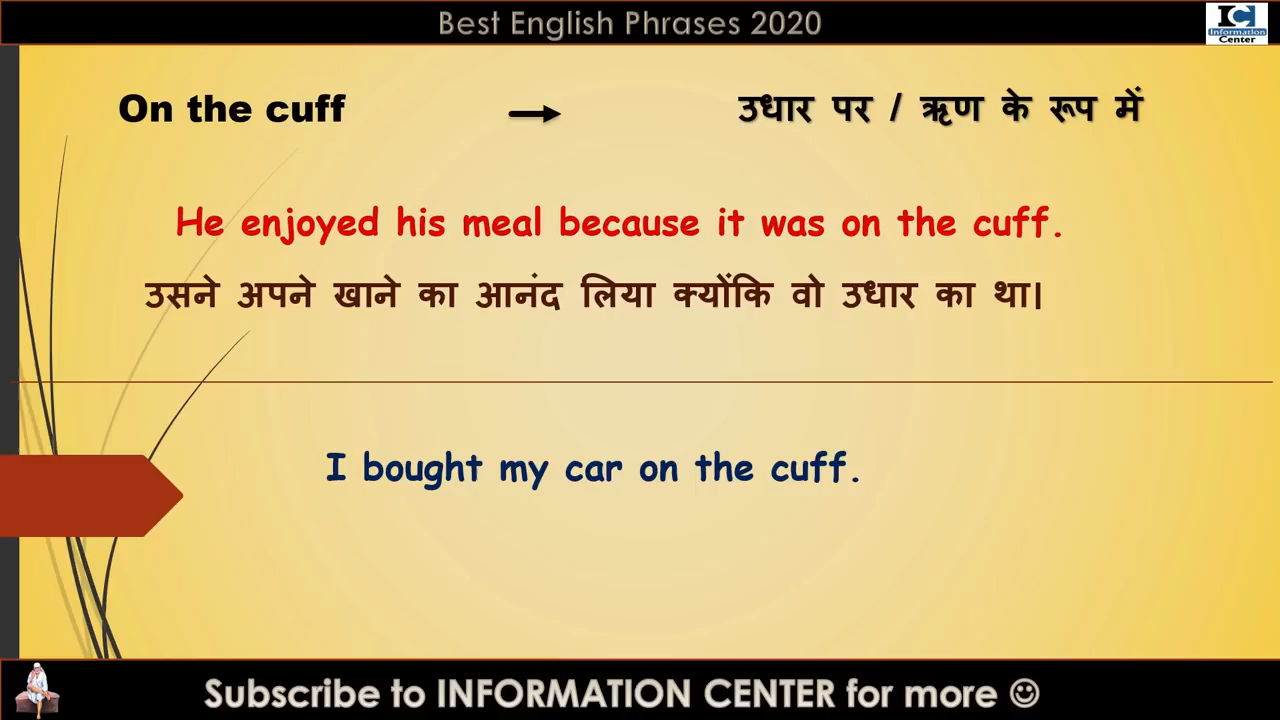 Best English Phrases 2020
IC
Information
Center
On the cuff
उधार पर / ऋण के रूप में
He enjoyed his meal because it was on the cuff.
उसने अपने खाने का आनंद लिया क्योंकि वो उधार का था।
I bought my car on the cuff.
Subscribe to INFORMATION CENTER for more ☺